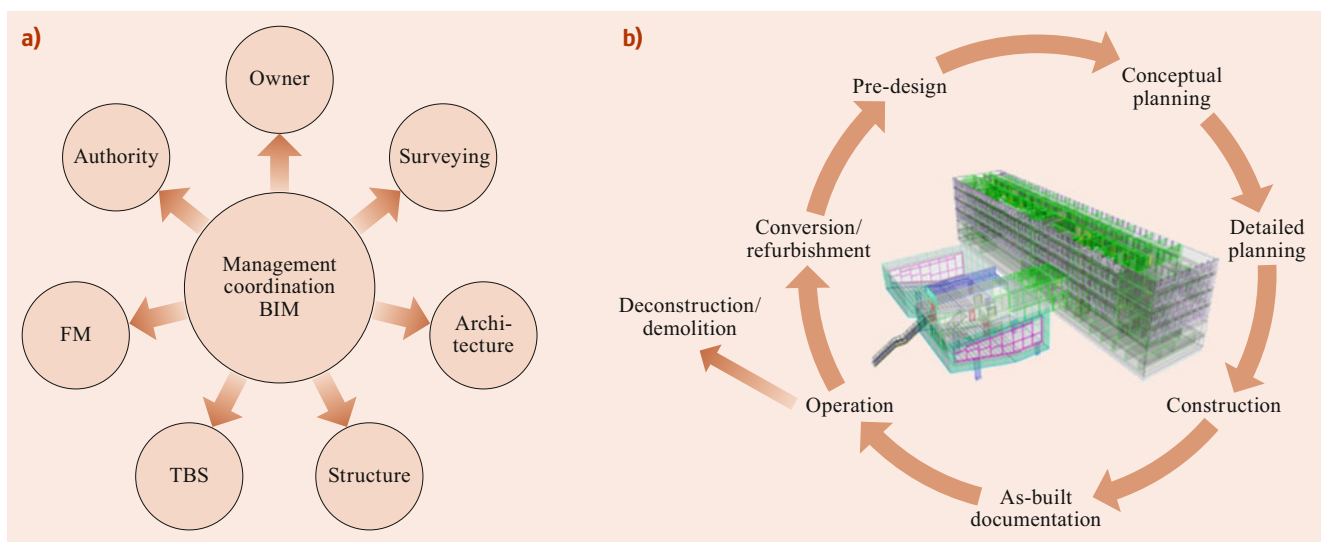 a)
Owner
Surveying
Archi-
tecture
Structure
TBS
FM
Authority
Management
coordination
BIM
b)
Pre-design
Conceptual
planning
Detailed
planning
Construction
As-built
documentation
Operation
Deconstruction/
demolition
Conversion/
refurbishment